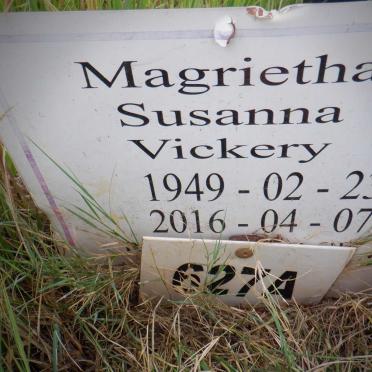 Magrietha
Susanna
Vickery
1949 - 02 - 23
2016 - 04 - 07
6274